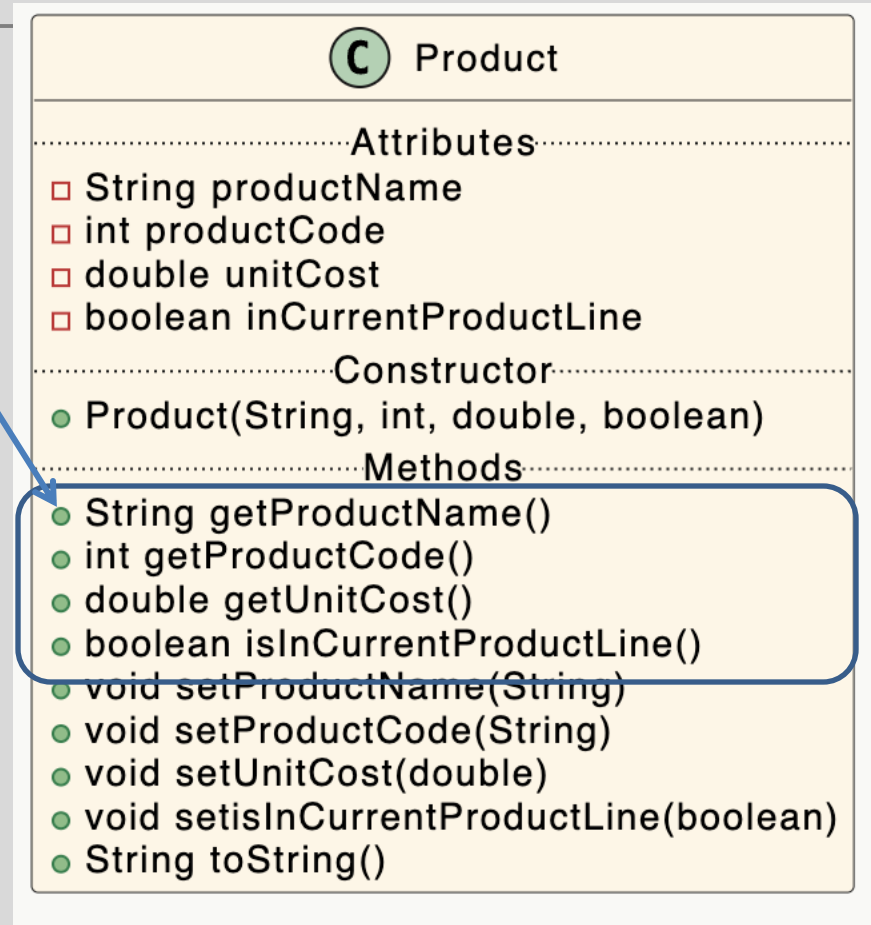 C Product
Attributes
String productName
int productCode
double unitCost
boolean inCurrentProductLine
Constructor
Product(String, int, double, boolean)
Methods
String getProductName()
int getProductCode()
double getUnitCost()
boolean isInCurrentProductLine()
void setProductName(String)
void setProductCode(String)
void setUnitCost(double)
void setisInCurrentProductLine(boolean)
String toString()